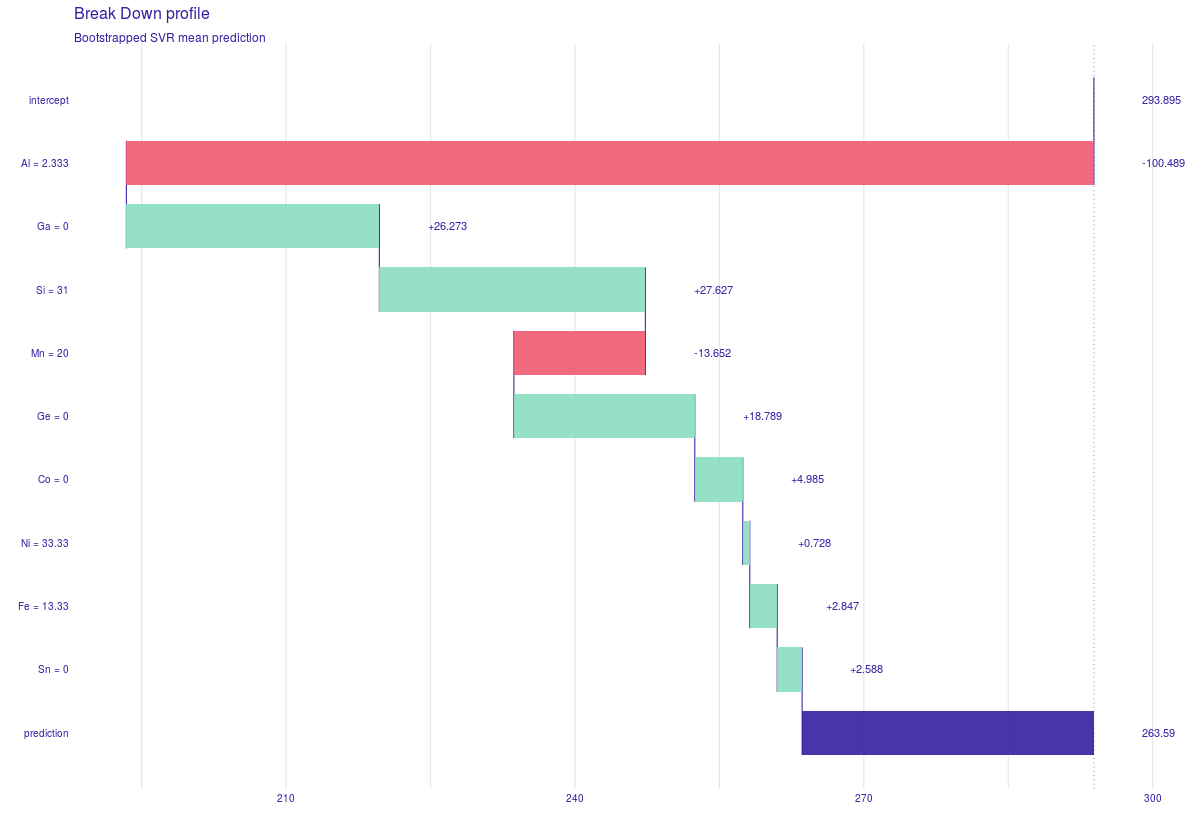 Break Down profile
Bootstrapped SVR mean prediction
intercept 293.895
Al = 2.333 -100.489
Ga = 0 +26.273
Si = 31 +27.627
Mn = 20 -13.652
Ge = 0 +18.789
Co = 0 +4.985
Ni = 33.33 +0.728
Fe = 13.33 +2.847
Sn = 0 +2.588
prediction 263.59
210 240 270 300